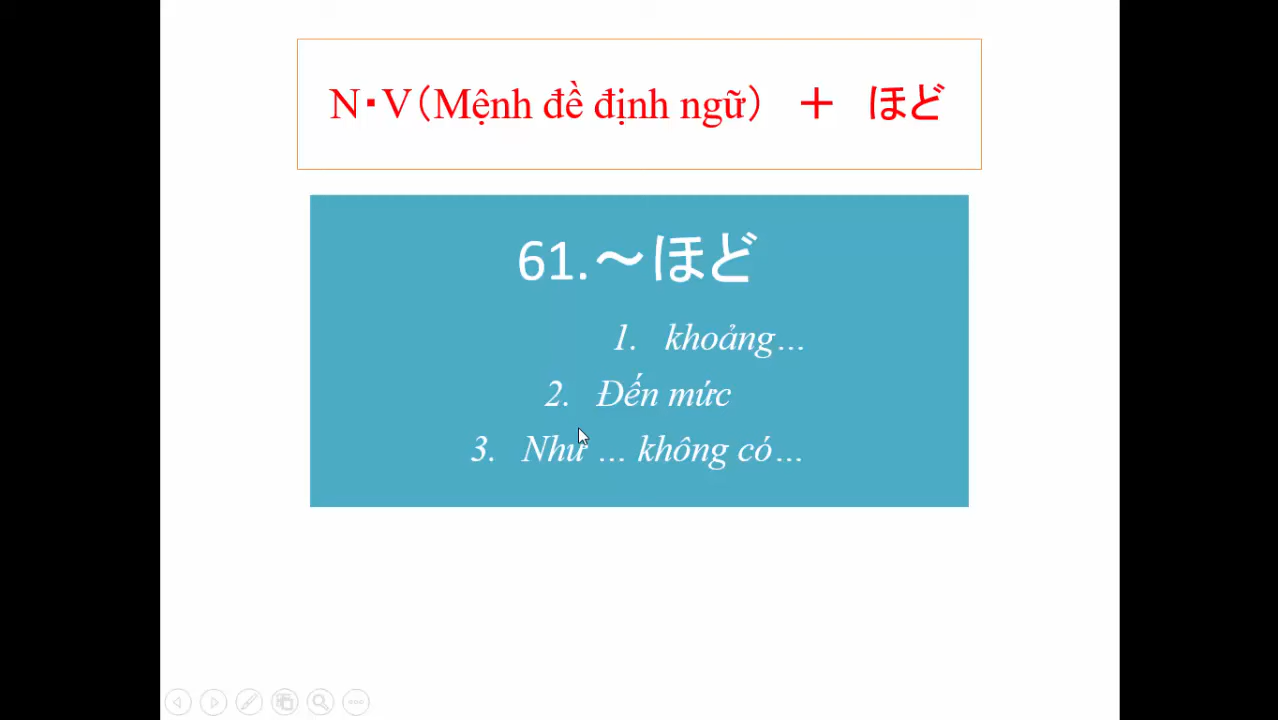 N・V（Mệnh đề định ngữ） ＋ ほど
61.～ほど
1. khoảng...
2. Đến mức
3. Như ... không có...